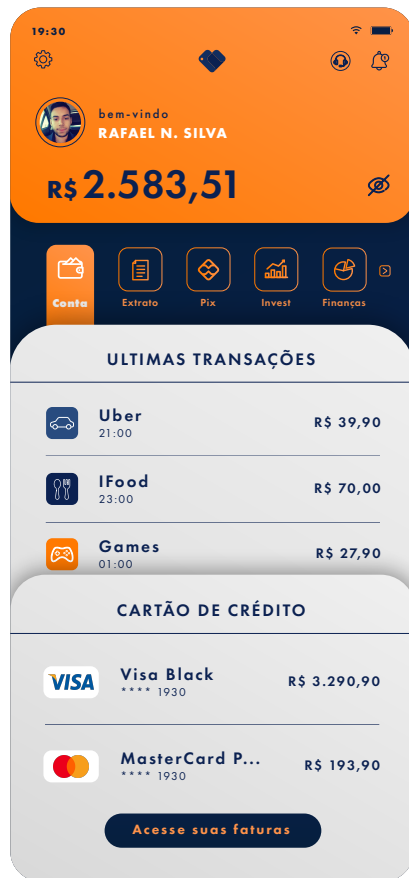 19:30
bem-vindo
RAFAEL N. SILVA
R$ 2.583,51
Conta
Extrato
Pix
Invest
Finanças
ULTIMAS TRANSAÇÕES
Uber
R$ 39,90
21:00
IFood
R$ 70,00
23:00
Games
R$ 27,90
01:00
CARTÃO DE CRÉDITO
VISA
Visa Black
R$ 3.290,90
**** 1930
MasterCard P...
R$ 193,90
**** 1930
Acesse suas faturas